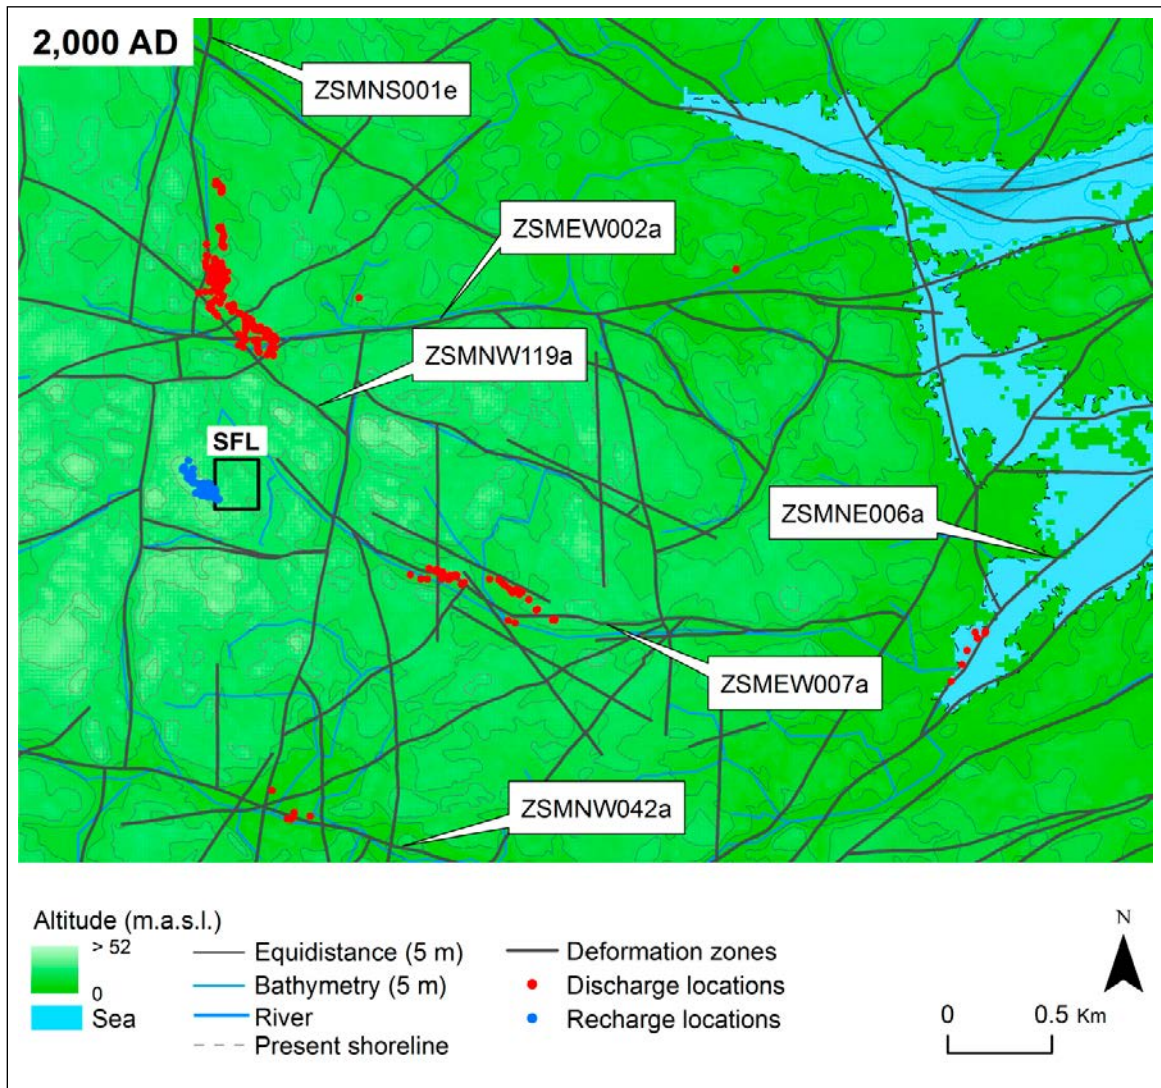 2,000 AD
ZSMNS001e
ZSMEW002a
ZSMNW119a
SFL
ZSMNE006a
ZSMEW007a
ZSMNW042a
Altitude (m.a.s.l.)
> 52
0
Sea
Equidistance (5 m)
Bathymetry (5 m)
River
Present shoreline
Deformation zones
Discharge locations
Recharge locations
N
0 0.5 Km